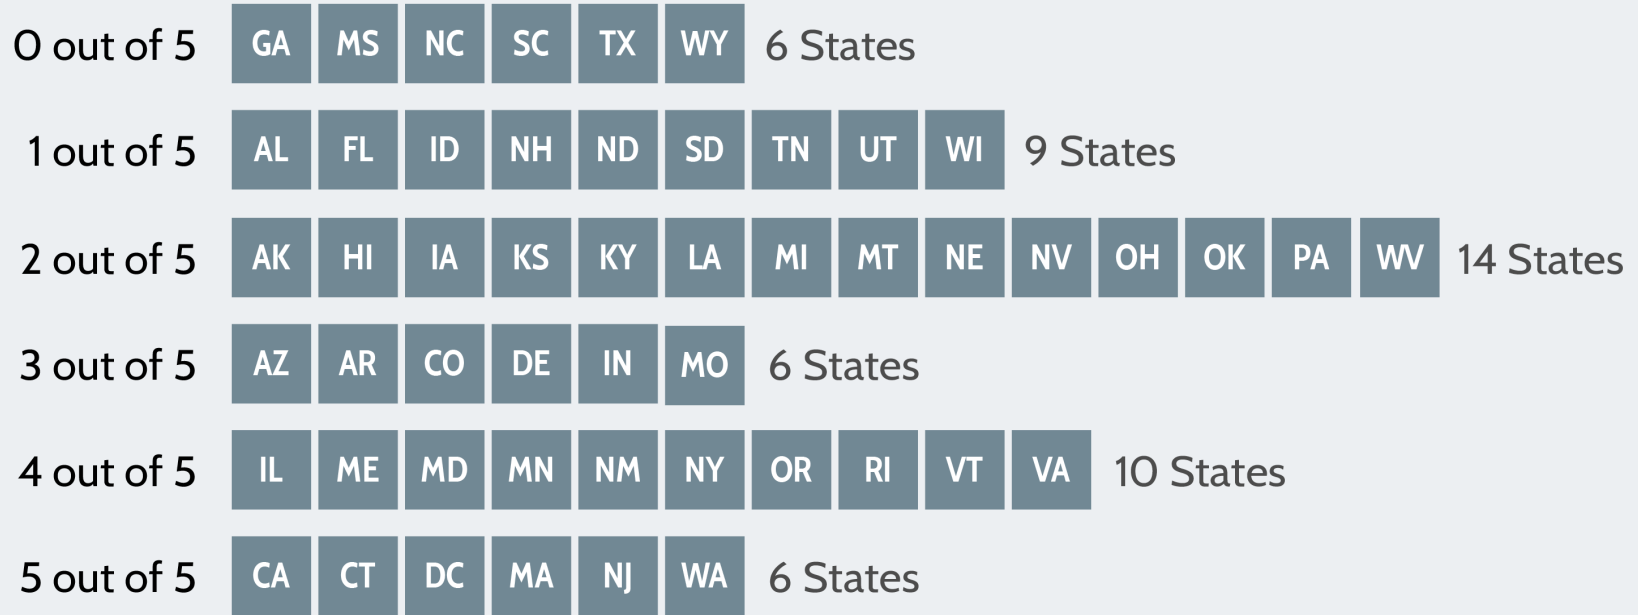 0 out of 5 GA MS NC SC TX WY 6 States
1 out of 5 AL FL ID NH ND SD TN UT WI 9 States
2 out of 5 AK HI IA KS KY LA MI MT NE NV OH OK PA WV 14 States
3 out of 5 AZ AR CO DE IN MO 6 States
4 out of 5 IL ME MD MN NM NY OR RI VT VA 10 States
5 out of 5 CA CT DC MA NJ WA 6 States